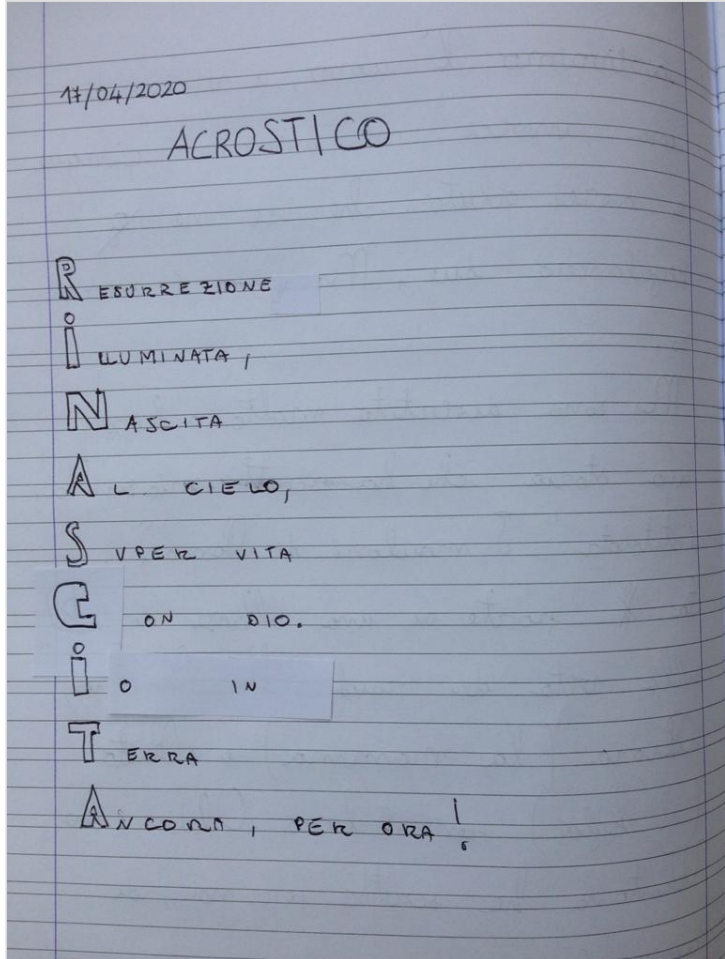 17/04/2020
ACROSTICO
RESURREZIONE
ILLUMINATA,
NASCITA
AL CIELO,
SUPER VITA
CON DIO.
IO IN
TERRA
ANCORA, PER ORA!